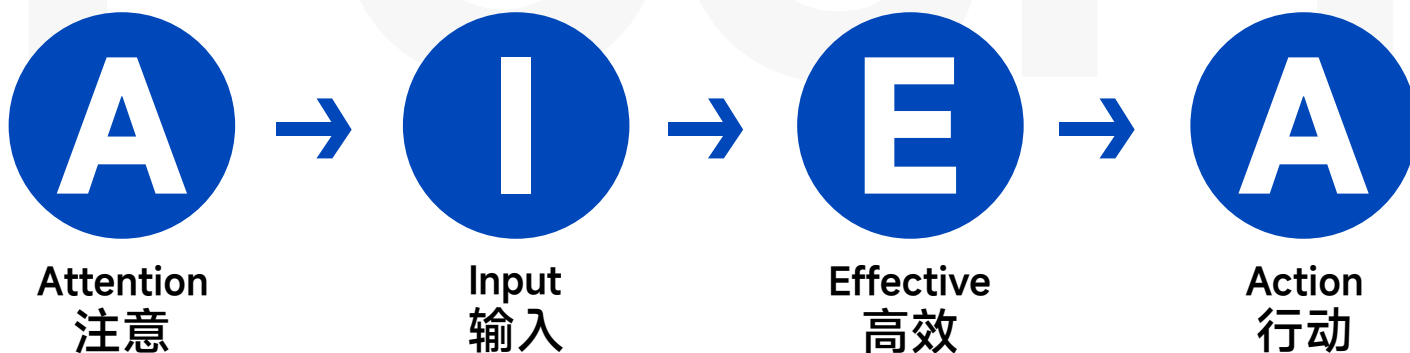 A
I
E
A
Attention
注意
Input
输入
Effective
高效
Action
行动